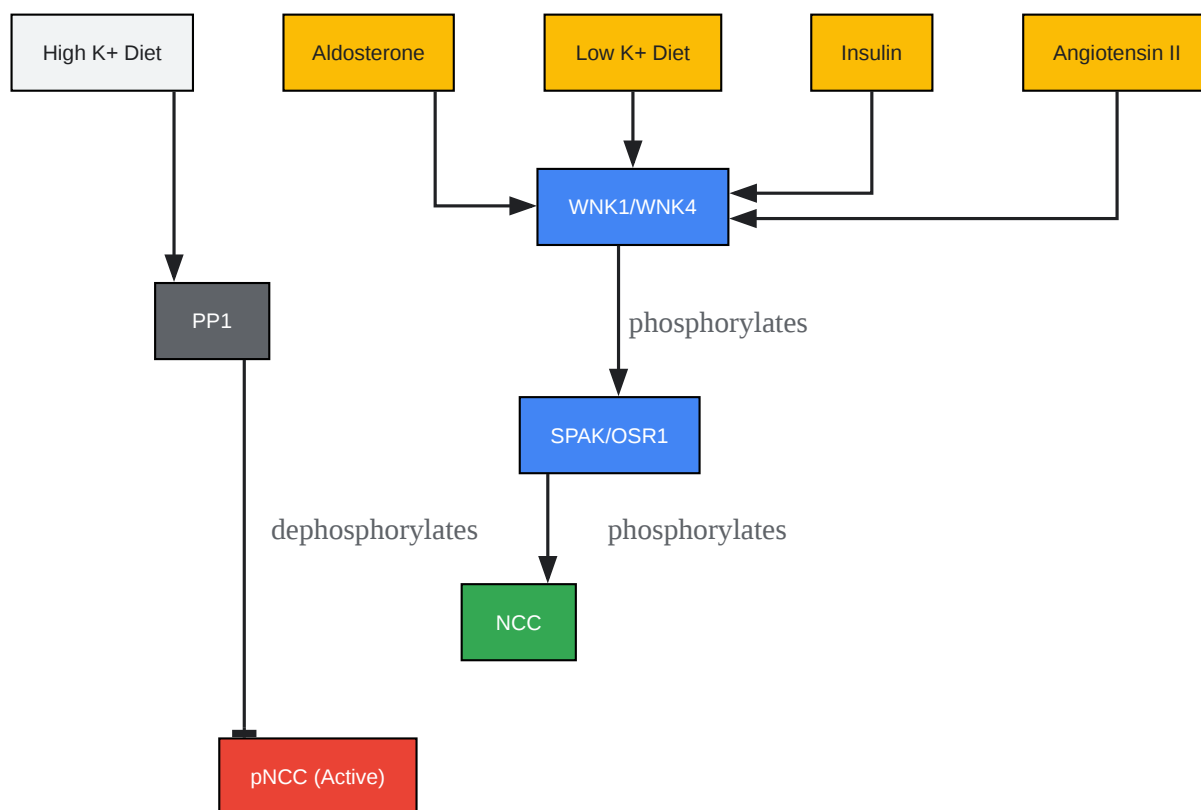 High K+ Diet
Aldosterone
Low K+ Diet
Insulin
Angiotensin II
WNK1/WNK4
PP1
phosphorylates
SPAK/OSR1
dephosphorylates
phosphorylates
NCC
pNCC (Active)